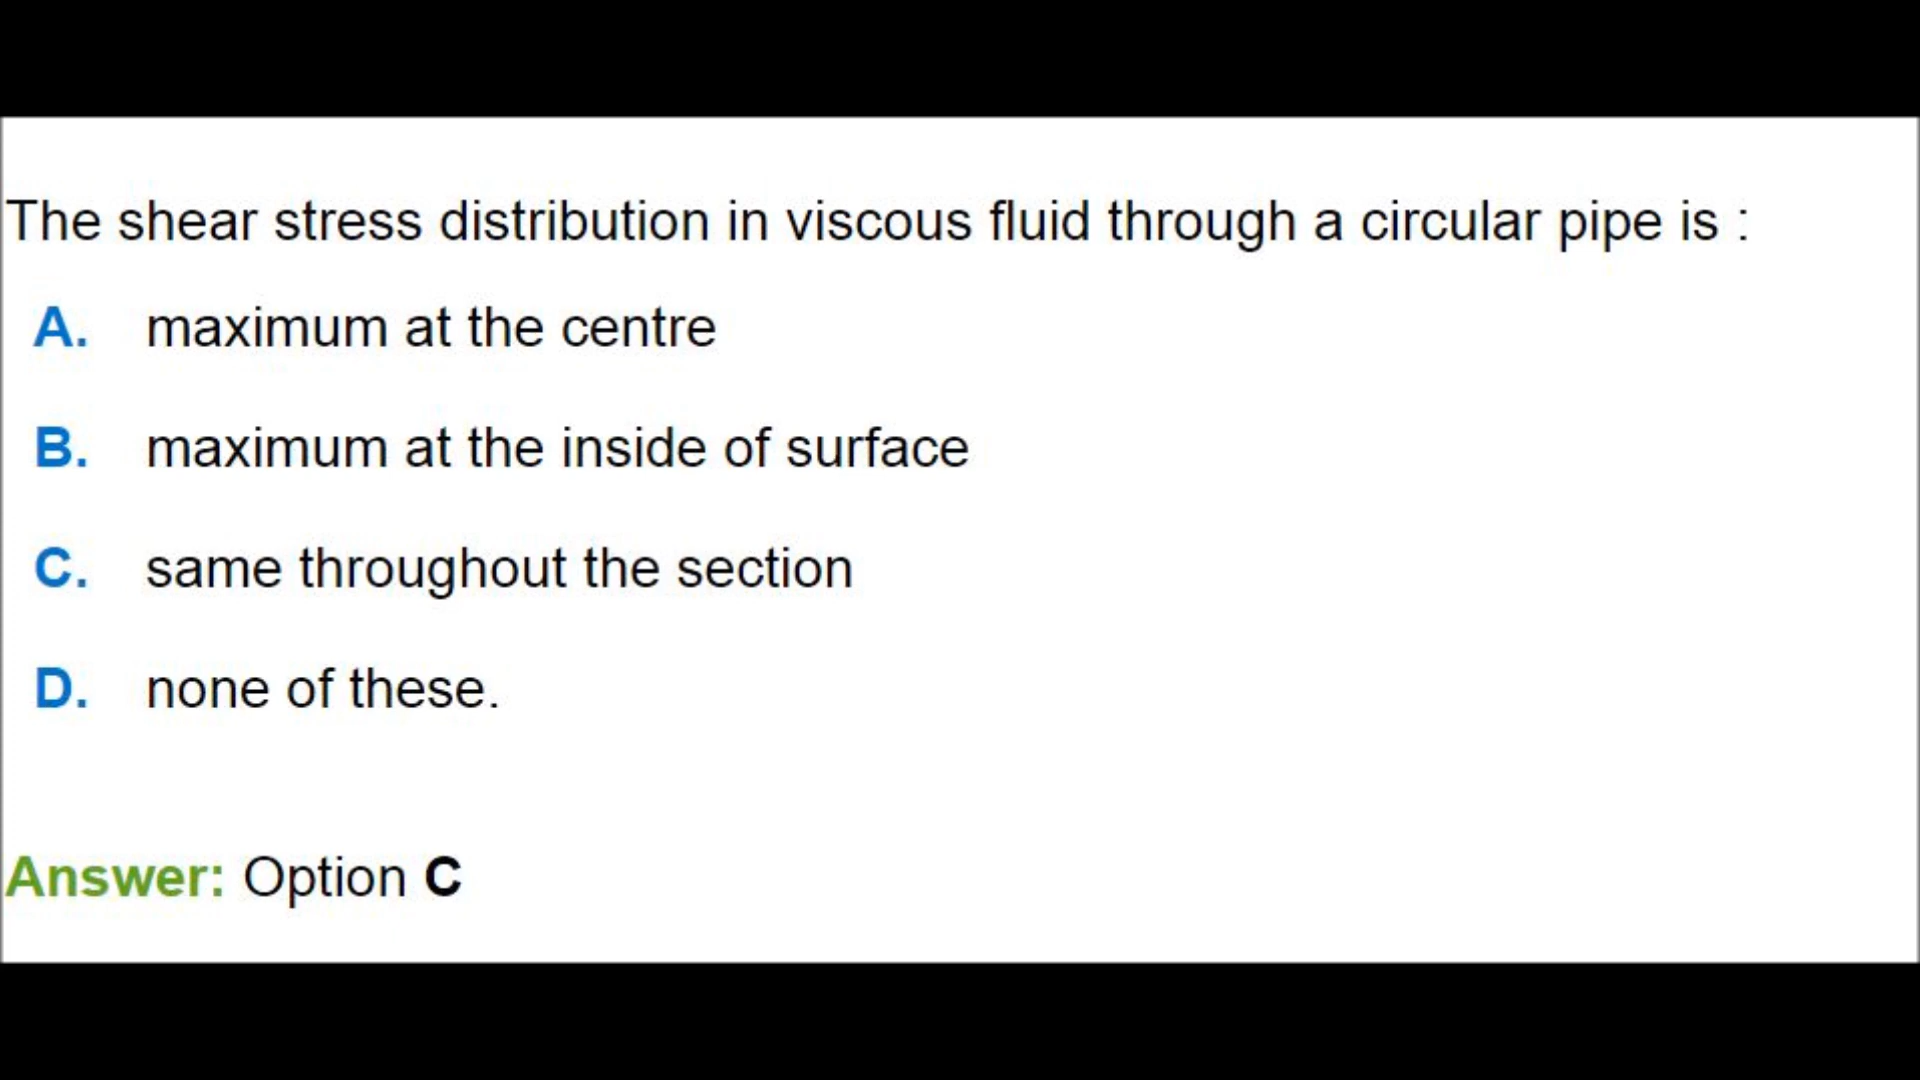 The shear stress distribution in viscous fluid through a circular pipe is :
A. maximum at the centre
B. maximum at the inside of surface
C. same throughout the section
D. none of these.
Answer: Option C